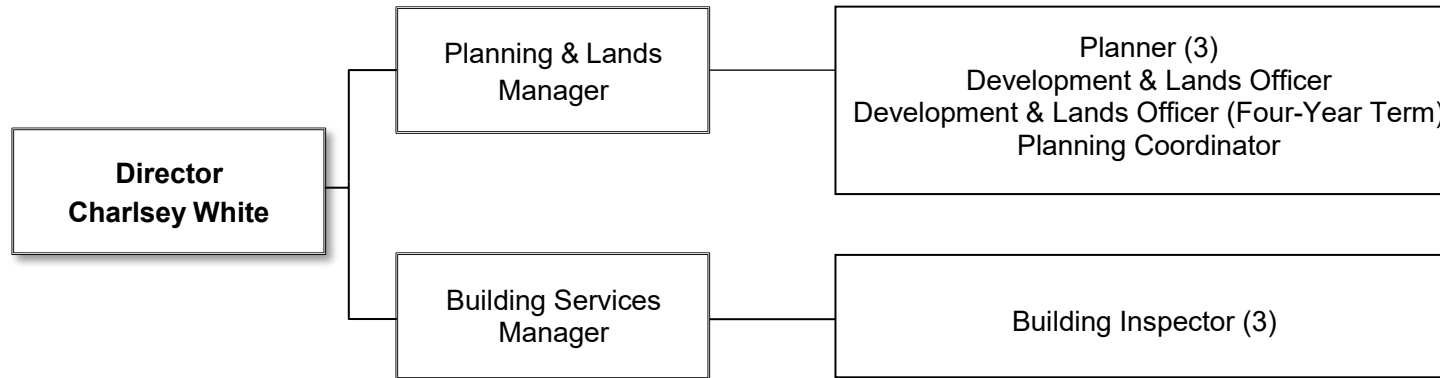 Planning & Lands
Manager
Planner (3)
Development & Lands Officer
Development & Lands Officer (Four-Year Term)
Planning Coordinator
Director
Charlsey White
Building Services
Manager
Building Inspector (3)